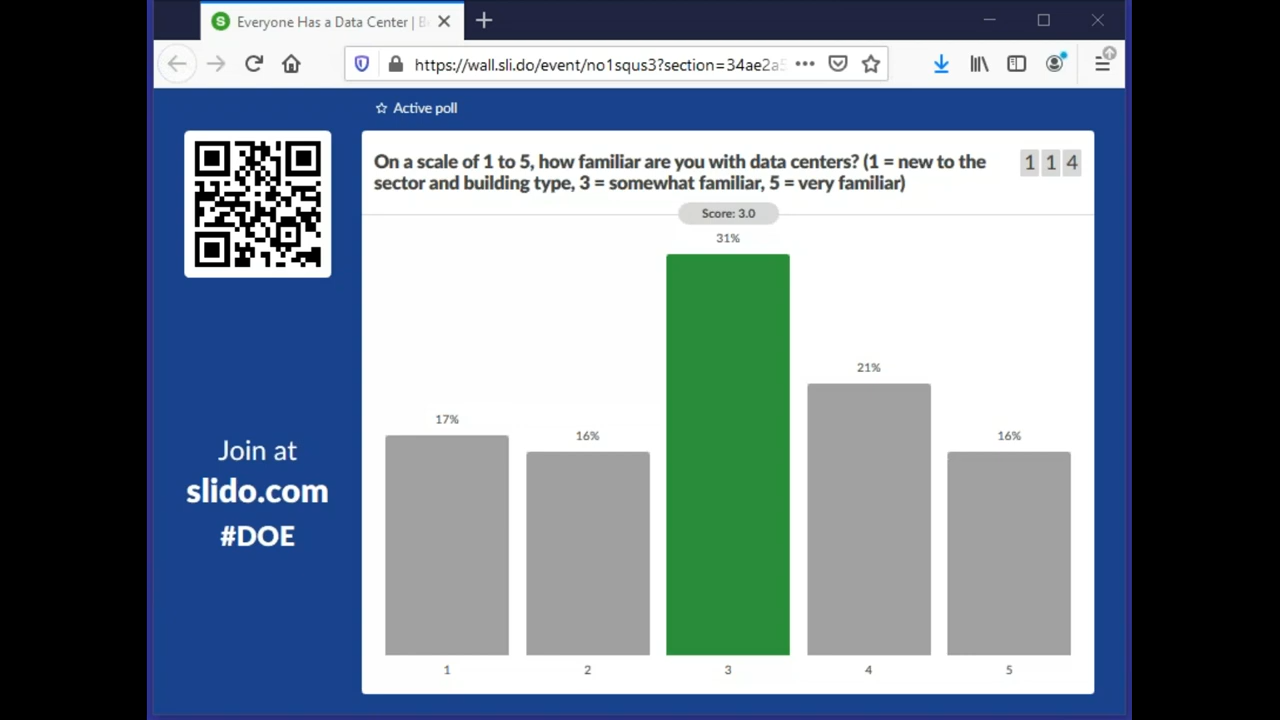 Everyone Has a Data Center | B
https://wall.sli.do/event/no1squs3?section=34ae2a5
Active poll
On a scale of 1 to 5, how familiar are you with data centers? (1 = new to the
sector and building type, 3 = somewhat familiar, 5 = very familiar)
1 1 4
Score: 3.0
31%
21%
17%
16%
16%
1
2
3
4
5
Join at
slido.com
#DOE